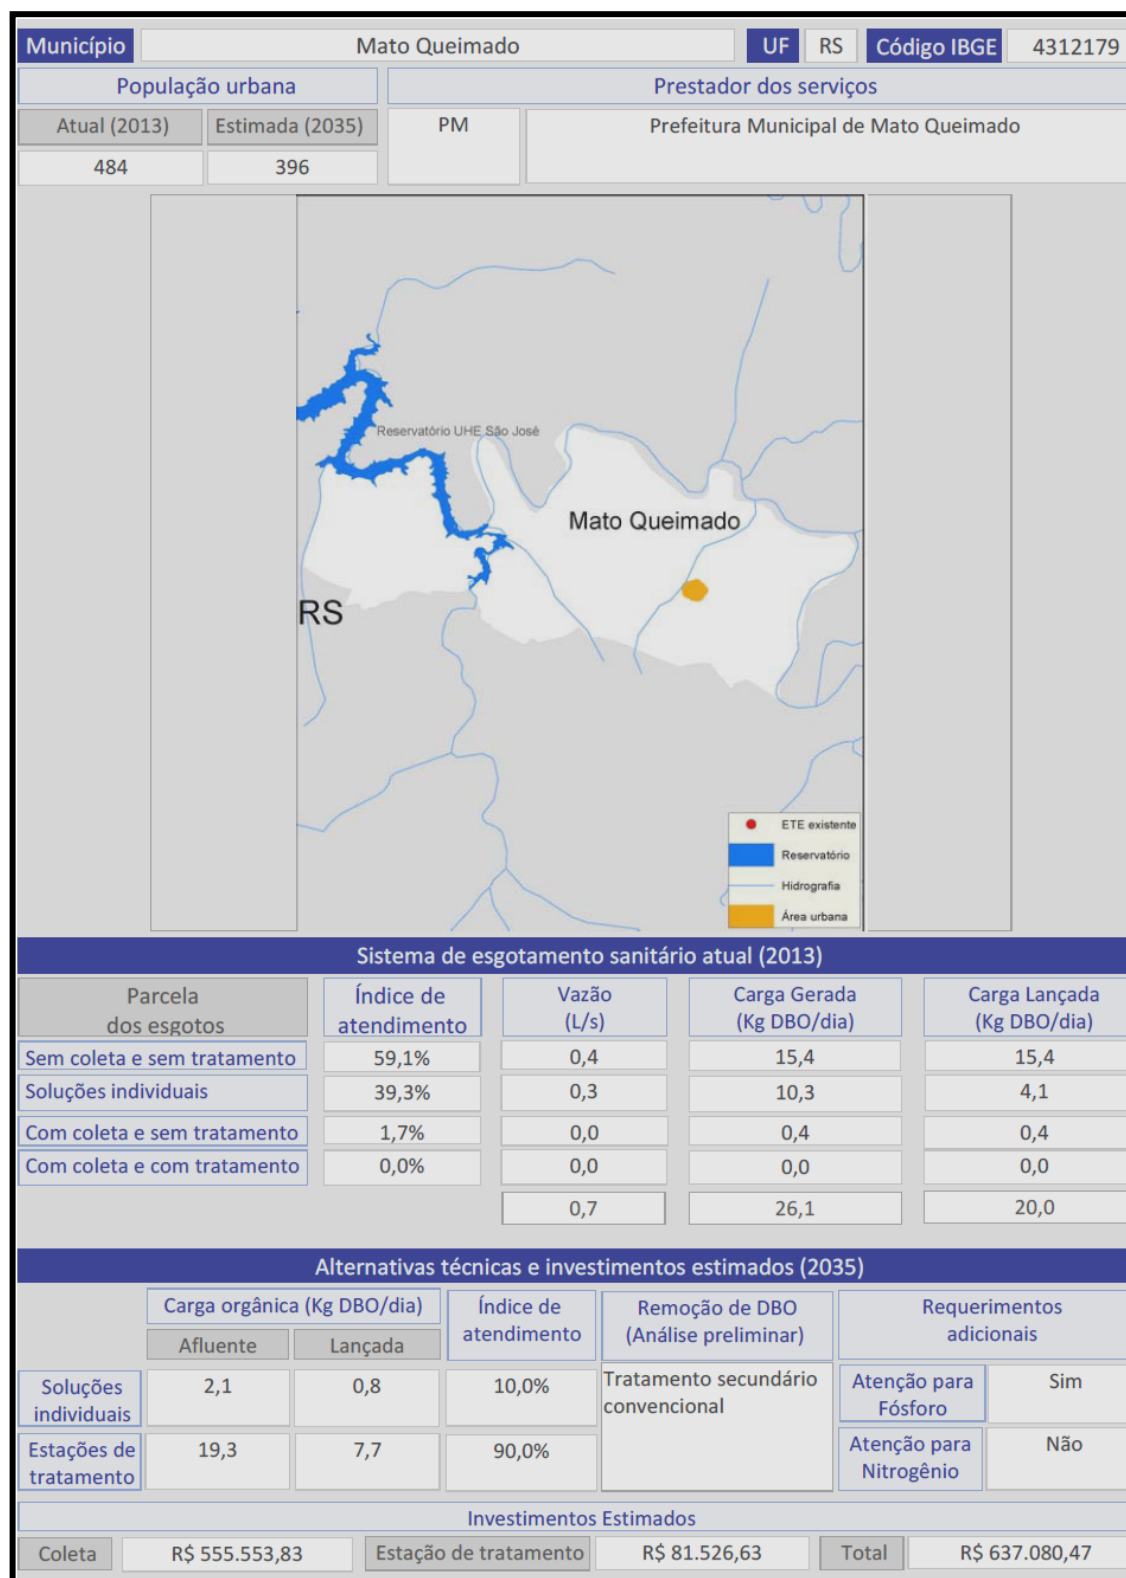 Município Mato Queimado UF RS Código IBGE 4312179
População urbana Prestador dos serviços
Atual (2013) Estimada (2035) PM Prefeitura Municipal de Mato Queimado
484 396
Reservatório UHE São José
Mato Queimado
RS
ETE existente
Reservatório
Hidrografia
Área urbana
Sistema de esgotamento sanitário atual (2013)
Parcela Índice de Vazão Carga Gerada Carga Lançada
dos esgotos atendimento (L/s) (Kg DBO/dia) (Kg DBO/dia)
Sem coleta e sem tratamento 59,1% 0,4 15,4 15,4
Soluções individuais 39,3% 0,3 10,3 4,1
Com coleta e sem tratamento 1,7% 0,0 0,4 0,4
Com coleta e com tratamento 0,0% 0,0 0,0 0,0
0,7 26,1 20,0
Alternativas técnicas e investimentos estimados (2035)
Carga orgânica (Kg DBO/dia) Índice de Remoção de DBO Requerimentos
atendimento (Análise preliminar) adicionais
Afluente Lançada
Soluções 2,1 0,8 10,0% Tratamento secundário Atenção para Sim
individuais convencional Fósforo
Estações de 19,3 7,7 90,0% Atenção para Não
tratamento Nitrogênio
Investimentos Estimados
Coleta R$ 555.553,83 Estação de tratamento R$ 81.526,63 Total R$ 637.080,47